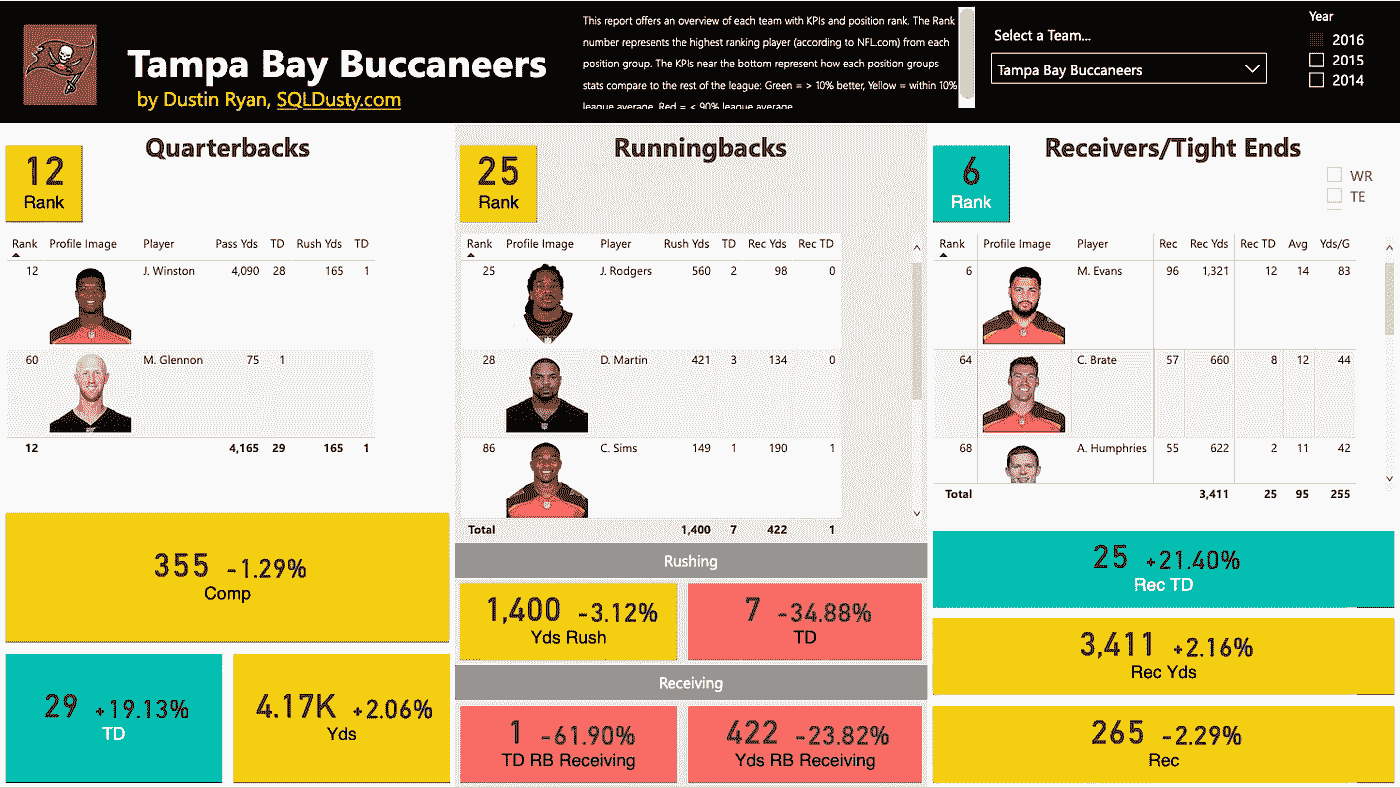 Tampa Bay Buccaneers
by Dustin Ryan, SQLDusty.com
This report offers an overview of each team with KPIs and position rank. The Rank
number represents the highest ranking player (according to NFL.com) from each
position group. The KPIs near the bottom represent how each position groups
stats compare to the rest of the league: Green = > 10% better, Yellow = within 10%
league average, Red = < 90% league average
Select a Team...
Tampa Bay Buccaneers
Year
2016
2015
2014
Quarterbacks
12
Rank
Rank Profile Image Player Pass Yds TD Rush Yds TD
12 J. Winston 4,090 28 165 1
60 M. Glennon 75 1
12 4,165 29 165 1
355 -1.29%
Comp
29 +19.13%
TD
4.17K +2.06%
Yds
Runningbacks
25
Rank
Rank Profile Image Player Rush Yds TD Rec Yds Rec TD
25 J. Rodgers 560 2 98 0
28 D. Martin 421 3 134 0
86 C. Sims 149 1 190 1
Total 1,400 7 422 1
Rushing
1,400 -3.12%
Yds Rush
7 -34.88%
TD
Receiving
1 -61.90%
TD RB Receiving
422 -23.82%
Yds RB Receiving
Receivers/Tight Ends
6
Rank
WR
TE
Rank Profile Image Player Rec Rec Yds Rec TD Avg Yds/G
6 M. Evans 96 1,321 12 14 83
64 C. Brate 57 660 8 12 44
68 A. Humphries 55 622 2 11 42
Total 3,411 25 95 255
25 +21.40%
Rec TD
3,411 +2.16%
Rec Yds
265 -2.29%
Rec